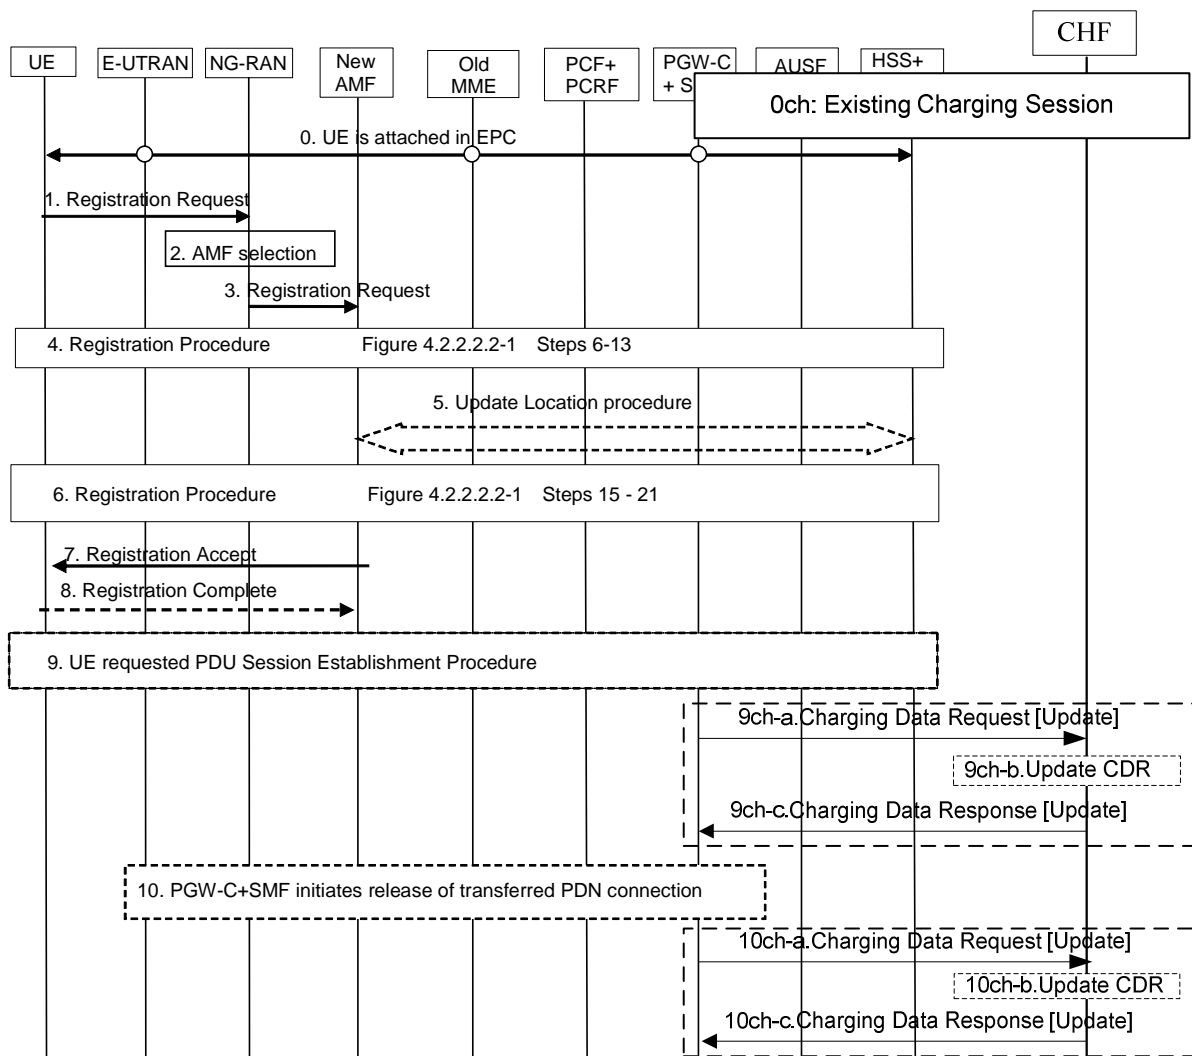 CHF
UE
E-UTRAN
NG-RAN
New
AMF
Old
MME
PCF+
PCRF
PGW-C
+ S
AUSF
HSS+
0ch: Existing Charging Session
0. UE is attached in EPC
1. Registration Request
2. AMF selection
3. Registration Request
4. Registration Procedure Figure 4.2.2.2.2-1 Steps 6-13
5. Update Location procedure
6. Registration Procedure Figure 4.2.2.2.2-1 Steps 15 - 21
7. Registration Accept
8. Registration Complete
9. UE requested PDU Session Establishment Procedure
9ch-a.Charging Data Request [Update]
9ch-b.Update CDR
9ch-c.Charging Data Response [Update]
10. PGW-C+SMF initiates release of transferred PDN connection
10ch-a.Charging Data Request [Update]
10ch-b.Update CDR
10ch-c.Charging Data Response [Update]